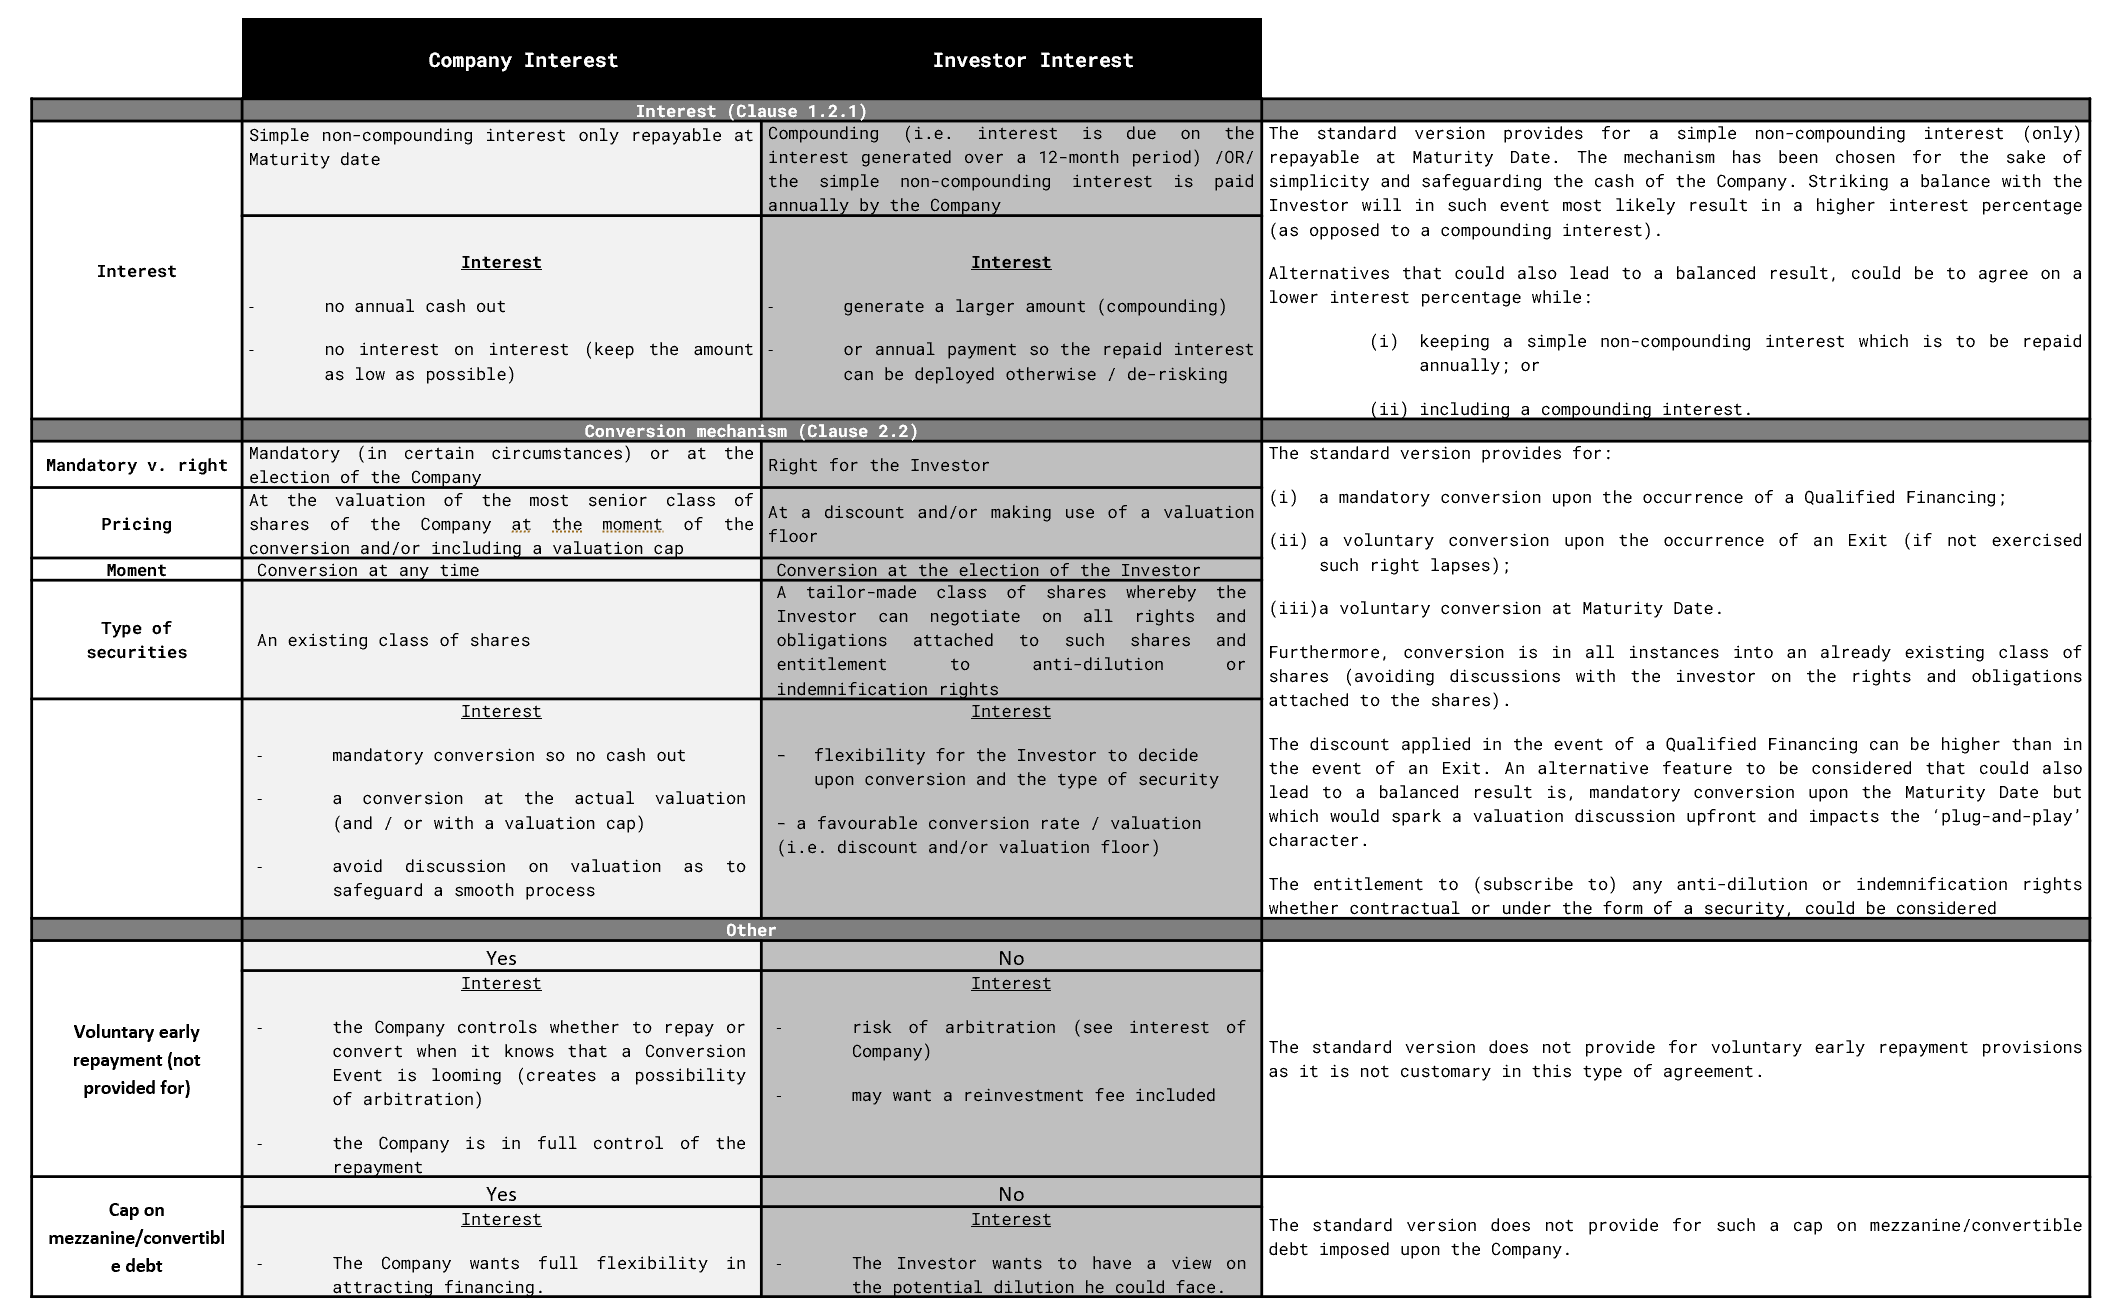 Company Interest
Investor Interest
Interest (Clause 1.2.1)
Interest
Simple non-compounding interest only repayable at
Maturity date
Compounding (i.e. interest is due on the
interest generated over a 12-month period) /OR/
the simple non-compounding interest is paid
annually by the Company
Interest
- no annual cash out
- no interest on interest (keep the amount
as low as possible)
Interest
- generate a larger amount (compounding)
- or annual payment so the repaid interest
can be deployed otherwise / de-risking
The standard version provides for a simple non-compounding interest (only)
repayable at Maturity Date. The mechanism has been chosen for the sake of
simplicity and safeguarding the cash of the Company. Striking a balance with the
Investor will in such event most likely result in a higher interest percentage
(as opposed to a compounding interest).
Alternatives that could also lead to a balanced result, could be to agree on a
lower interest percentage while:
(i) keeping a simple non-compounding interest which is to be repaid
annually; or
(ii) including a compounding interest.
Conversion mechanism (Clause 2.2)
Mandatory v. right
Mandatory (in certain circumstances) or at the
election of the Company
Right for the Investor
Pricing
At the valuation of the most senior class of
shares of the Company at the moment of the
conversion and/or including a valuation cap
At a discount and/or making use of a valuation
floor
Moment
Conversion at any time
Conversion at the election of the Investor
Type of
securities
An existing class of shares
A tailor-made class of shares whereby the
Investor can negotiate on all rights and
obligations attached to such shares and
entitlement to anti-dilution or
indemnification rights
Interest
- mandatory conversion so no cash out
- a conversion at the actual valuation
(and / or with a valuation cap)
- avoid discussion on valuation as to
safeguard a smooth process
Interest
– flexibility for the Investor to decide
upon conversion and the type of security
– a favourable conversion rate / valuation
(i.e. discount and/or valuation floor)
The standard version provides for:
(i) a mandatory conversion upon the occurrence of a Qualified Financing;
(ii) a voluntary conversion upon the occurrence of an Exit (if not exercised
such right lapses);
(iii)a voluntary conversion at Maturity Date.
Furthermore, conversion is in all instances into an already existing class of
shares (avoiding discussions with the investor on the rights and obligations
attached to the shares).
The discount applied in the event of a Qualified Financing can be higher than in
the event of an Exit. An alternative feature to be considered that could also
lead to a balanced result is, mandatory conversion upon the Maturity Date but
which would spark a valuation discussion upfront and impacts the ‘plug-and-play’
character.
The entitlement to (subscribe to) any anti-dilution or indemnification rights
whether contractual or under the form of a security, could be considered
Other
Voluntary early
repayment (not
provided for)
Yes
No
Interest
- the Company controls whether to repay or
convert when it knows that a Conversion
Event is looming (creates a possibility
of arbitration)
- the Company is in full control of the
repayment
Interest
- risk of arbitration (see interest of
Company)
- may want a reinvestment fee included
The standard version does not provide for voluntary early repayment provisions
as it is not customary in this type of agreement.
Cap on
mezzanine/convertibl
e debt
Yes
No
Interest
- The Company wants full flexibility in
attracting financing.
Interest
- The Investor wants to have a view on
the potential dilution he could face.
The standard version does not provide for such a cap on mezzanine/convertible
debt imposed upon the Company.